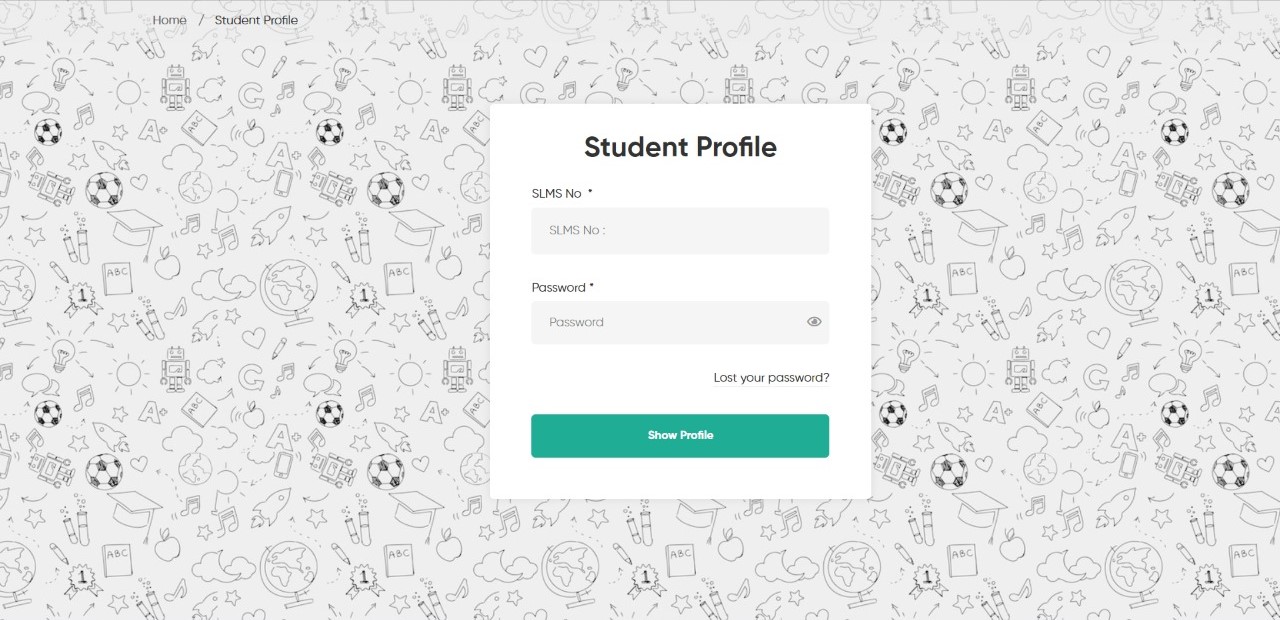 Home / Student Profile
Student Profile
SLMS No *
SLMS No :
Password *
Password
Lost your password?
Show Profile